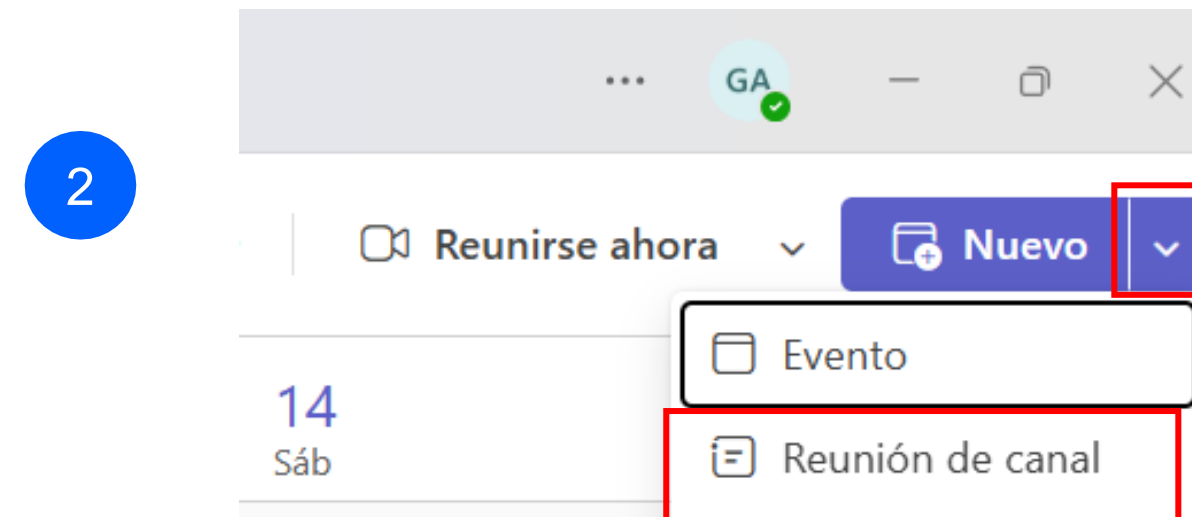 GA
2
Reunirse ahora
Nuevo
Evento
14
Sáb
Reunión de canal